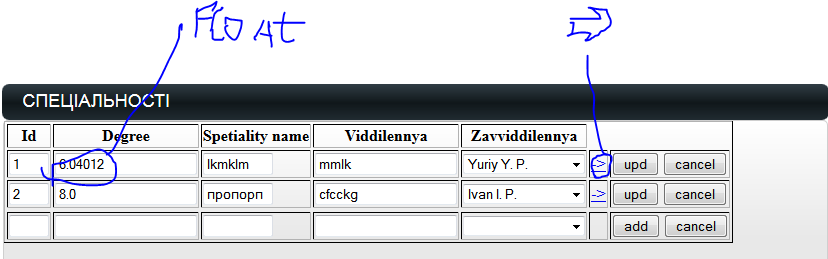 Float ⇒
СПЕЦІАЛЬНОСТІ
Id Degree Spetiality name Viddilennya Zavviddilennya
1 6.04012 lkmklm mmlk Yuriy Y. P. -> upd cancel
2 8.0 пропорп cfcckg Ivan I. P. -> upd cancel
add cancel